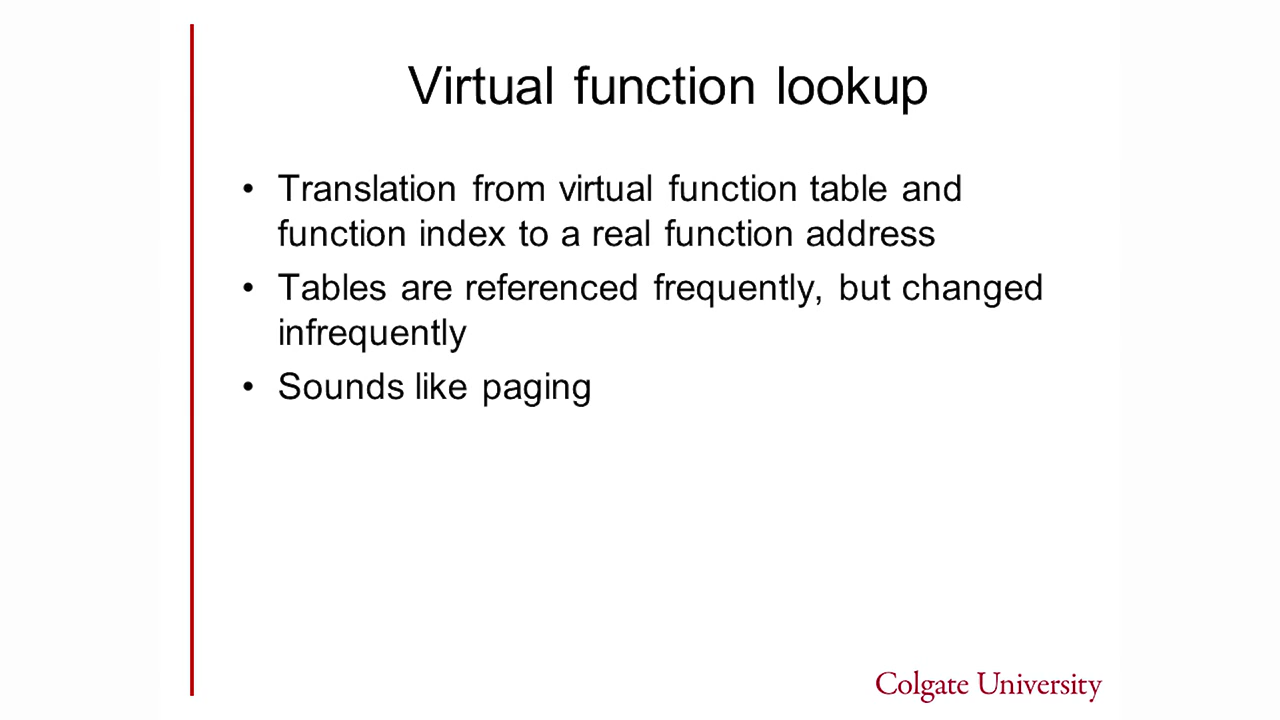 Virtual function lookup
• Translation from virtual function table and
function index to a real function address
• Tables are referenced frequently, but changed
infrequently
• Sounds like paging
Colgate University